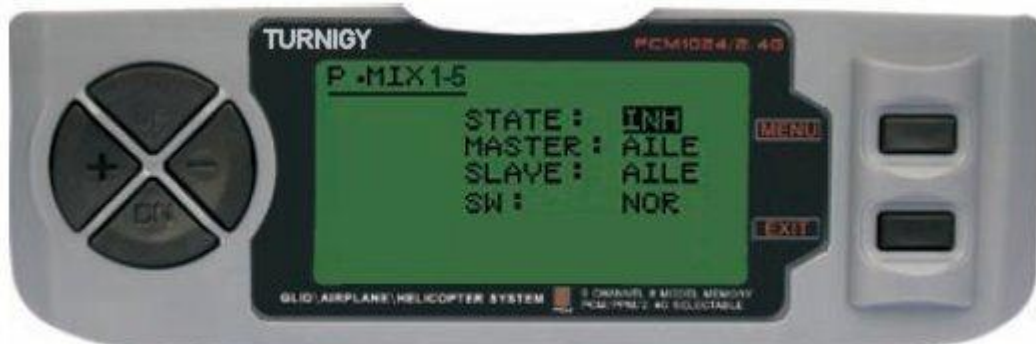 TURNIGY
PCM1024/2.4G
P.MIX1-5
STATE: INH
MASTER: AILE
SLAVE: AILE
SW: NOR
MENU
EXIT
+
-
DN
GLID\AIRPLANE\HELICOPTER SYSTEM
CHANNEL 8 MODEL MEMORY
PCM/PPM/2.4G SELECTABLE